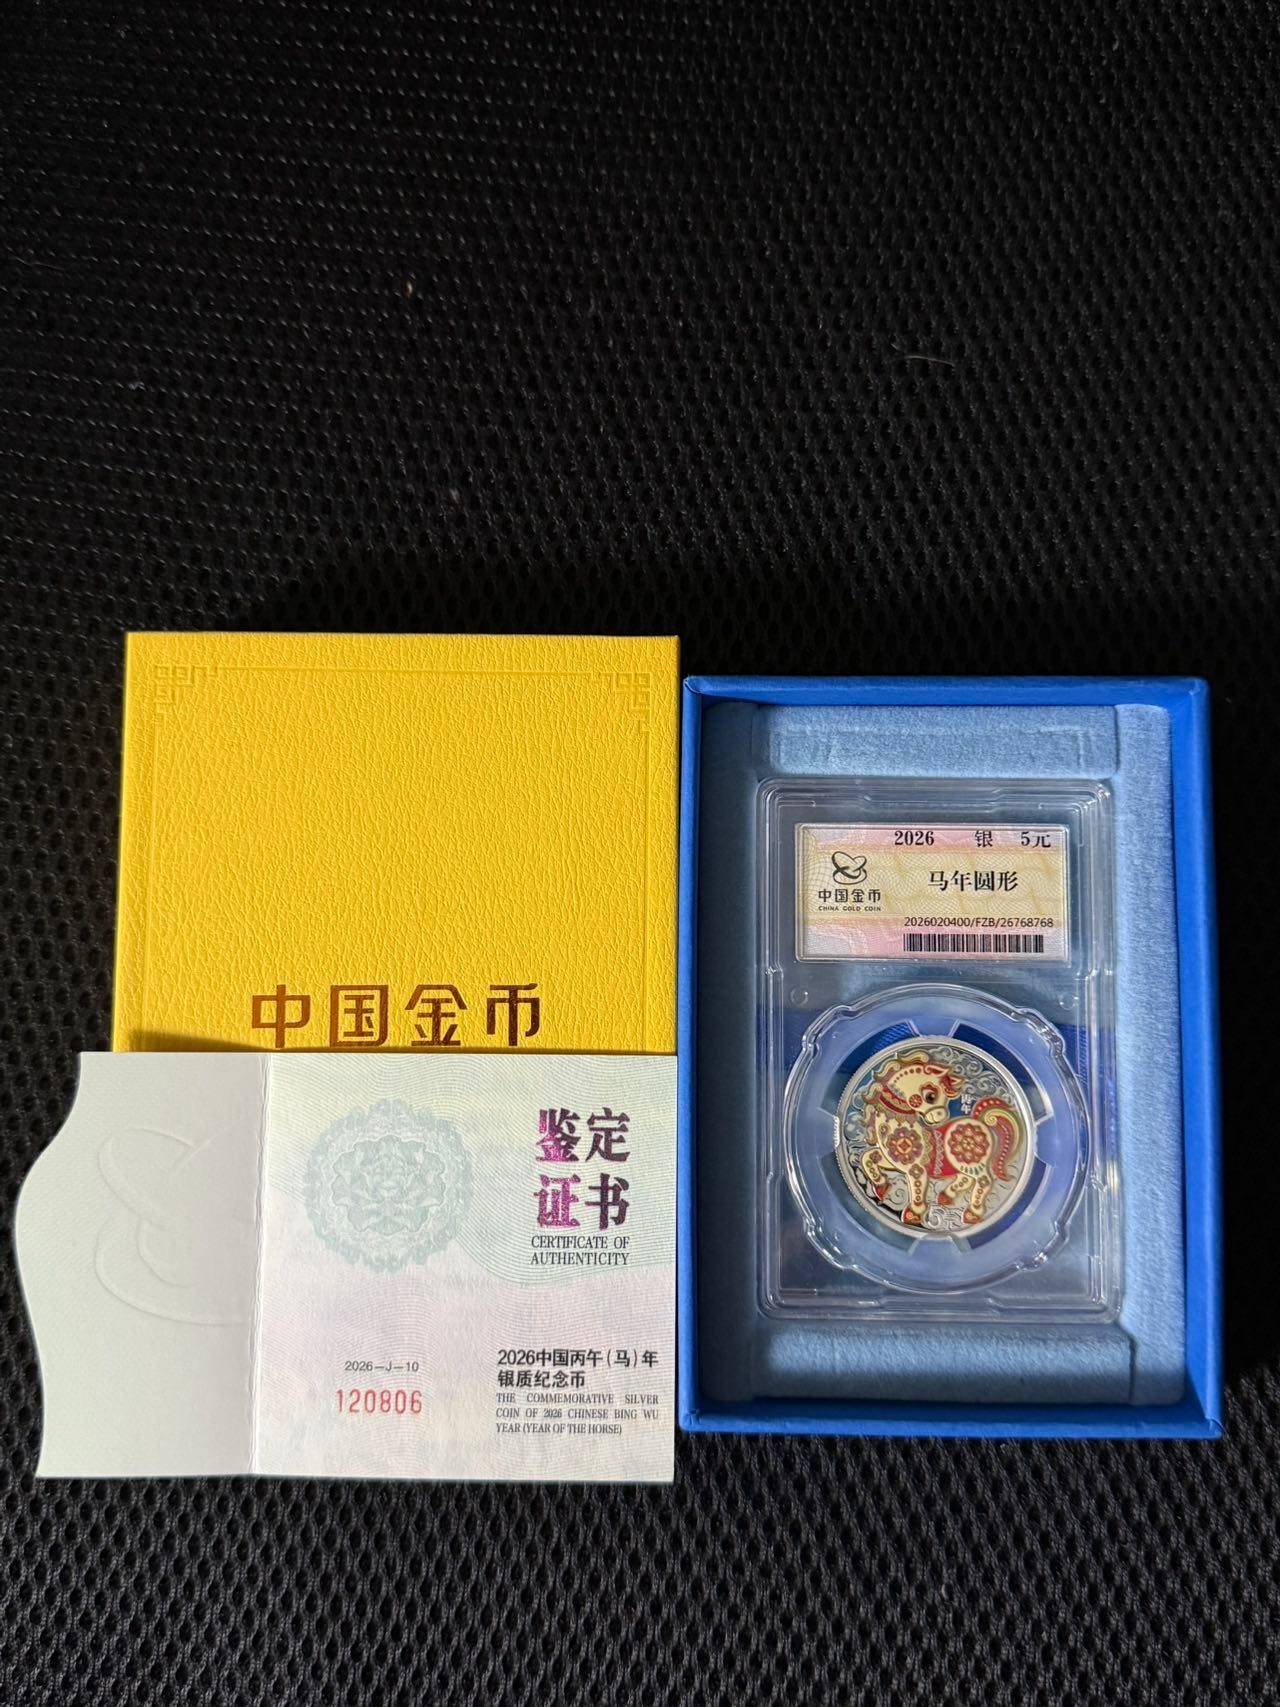 中国金币
鉴定
证书
CERTIFICATE OF
AUTHENTICITY
2026—J—10
120806
2026中国丙午(马)年
银质纪念币
THE COMMEMORATIVE SILVER
COIN OF 2026 CHINESE BING WU
YEAR (YEAR OF THE HORSE)
2026 银 5元
马年圆形
中国金币
CHINA GOLD COIN
2026020400/FZB/26768768
丙午
5元